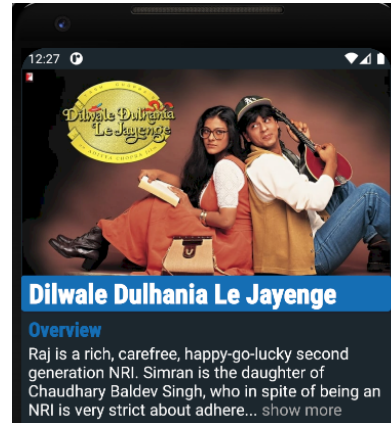 12:27
Dilwale Dulhania
Le Jayenge
Dilwale Dulhania Le Jayenge
Overview
Raj is a rich, carefree, happy-go-lucky second
generation NRI. Simran is the daughter of
Chaudhary Baldev Singh, who in spite of being an
NRI is very strict about adhere... show more